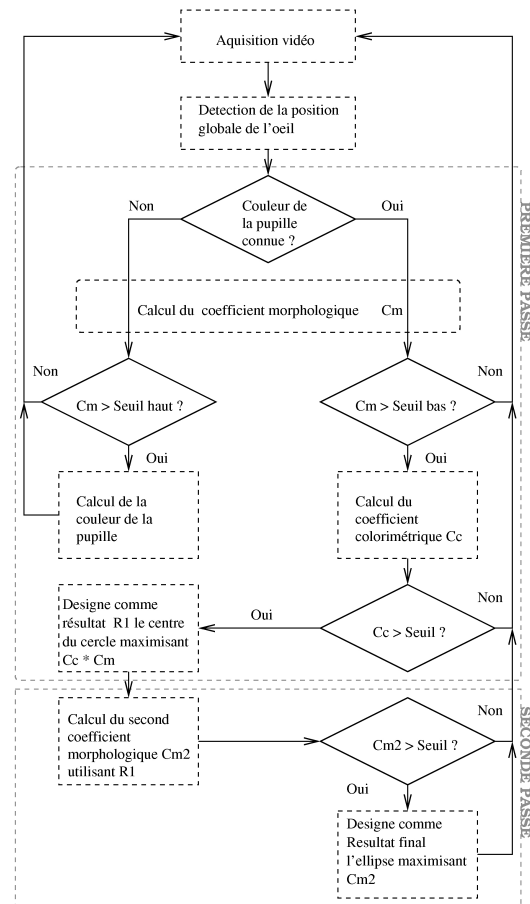 Aquisition vidéo
Detection de la position
globale de l'oeil
Non
Couleur de
la pupille
connue ?
Oui
PREMIERE PASSE
Calcul du coefficient morphologique Cm
Non
Cm > Seuil haut ?
Cm > Seuil bas ?
Non
Oui
Oui
Calcul de la
couleur de la
pupille
Calcul du
coefficient
colorimétrique Cc
Designe comme
résultat R1 le centre
du cercle maximisant
Cc * Cm
Oui
Cc > Seuil ?
Non
Calcul du second
coefficient
morphologique Cm2
utilisant R1
Cm2 > Seuil ?
Non
SECONDE PASSE
Oui
Designe comme
Resultat final
l'ellipse maximisant
Cm2